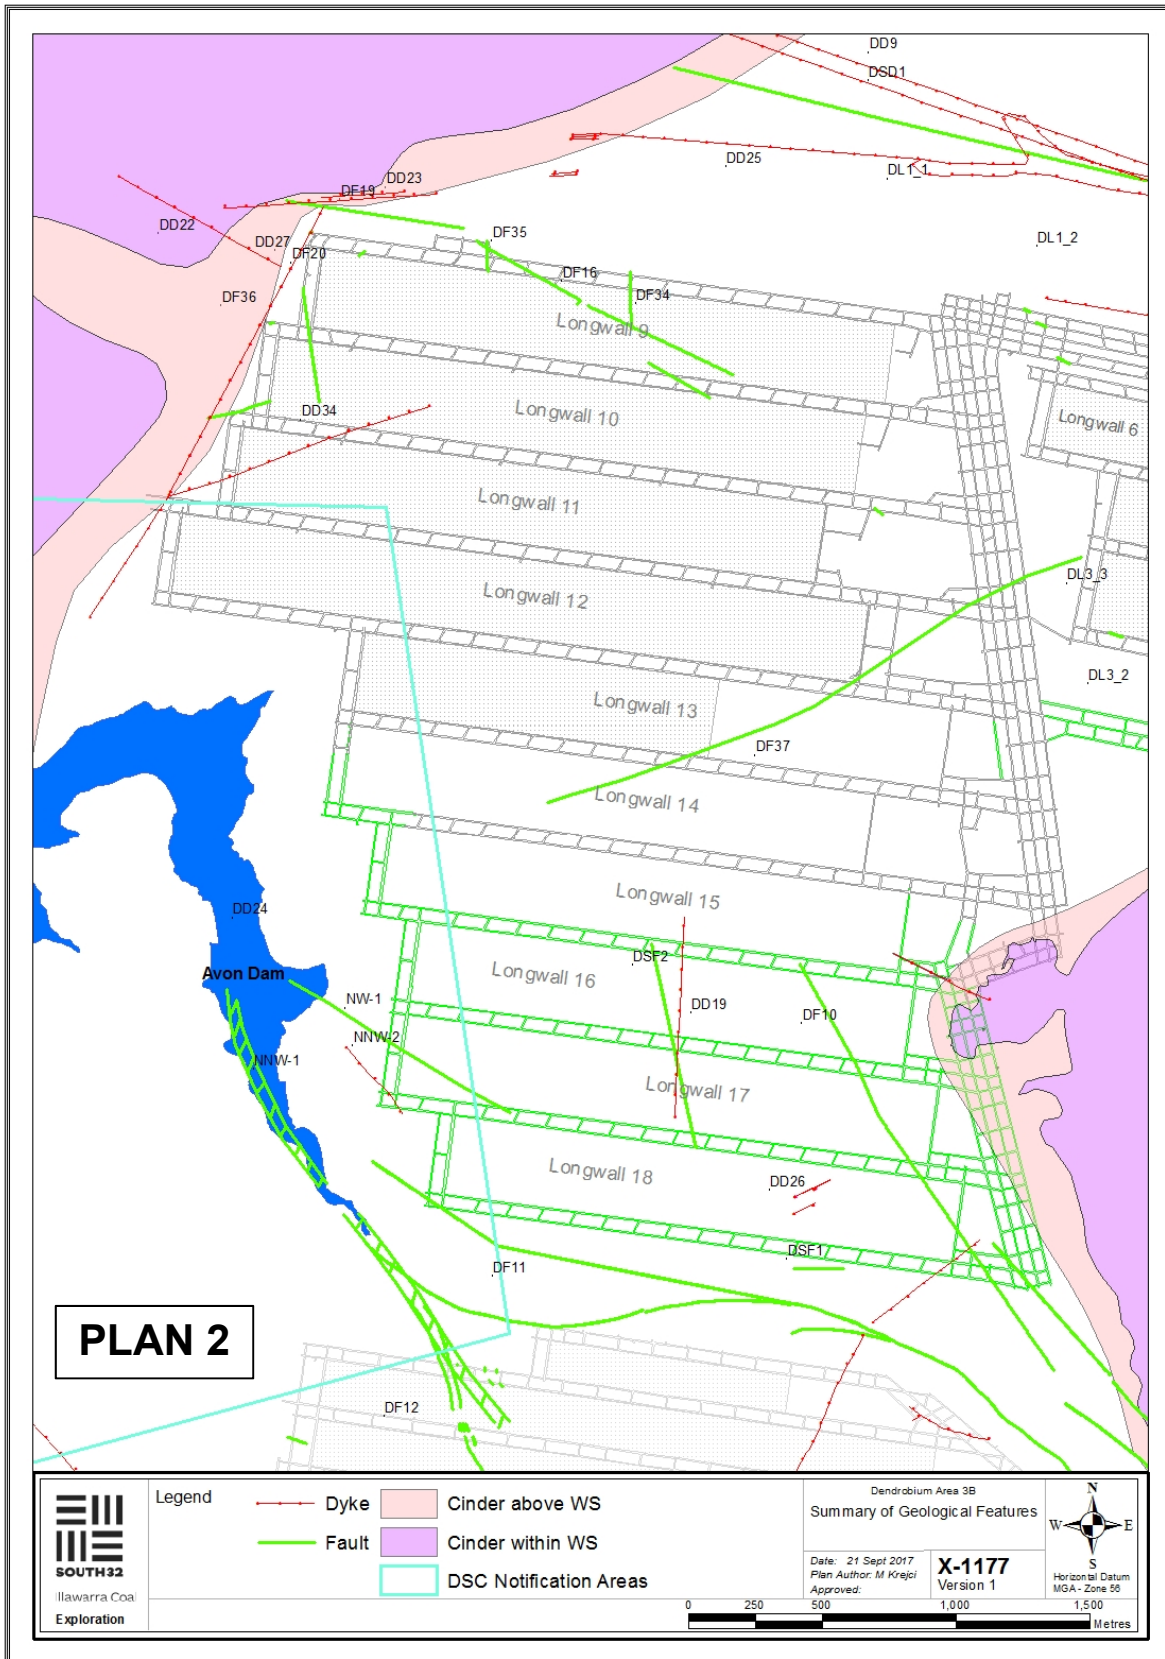 DD9
DSD1
DD25
DL1_1
DD23
DF19
DD22
DD27
DF20
DF35
DL1_2
DF16
DF36
DF34
Longwall 9
DD34
Longwall 10
Longwall 6
Longwall 11
DL3_3
Longwall 12
DL3_2
Longwall 13
DF37
Longwall 14
Longwall 15
DD24
DSF2
Avon Dam
Longwall 16
NW-1
DD19
DF10
NNW-2
NNW-1
Longwall 17
Longwall 18
DD26
DSF1
DF11
PLAN 2
DF12
SOUTH32
Illawarra Coal
Exploration
Legend
Dyke
Fault
Cinder above WS
Cinder within WS
DSC Notification Areas
Dendrobium Area 3B
Summary of Geological Features
Date: 21 Sept 2017
Plan Author: M Krejci
Approved:
X-1177
Version 1
N
W E
S
Horizontal Datum
MGA - Zone 56
0 250 500 1,000 1,500
Metres